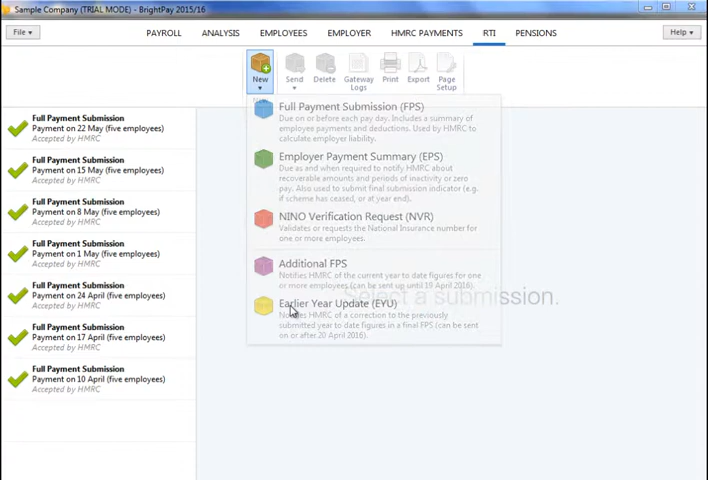 Sample Company (TRIAL MODE) - BrightPay 2015/16
File
PAYROLL ANALYSIS EMPLOYEES EMPLOYER HMRC PAYMENTS RTI PENSIONS
Help
New Send Delete Gateway Logs Print Export Page Setup
Full Payment Submission
Payment on 22 May (five employees)
Accepted by HMRC
Full Payment Submission
Payment on 15 May (five employees)
Accepted by HMRC
Full Payment Submission
Payment on 8 May (five employees)
Accepted by HMRC
Full Payment Submission
Payment on 1 May (five employees)
Accepted by HMRC
Full Payment Submission
Payment on 24 April (five employees)
Accepted by HMRC
Full Payment Submission
Payment on 17 April (five employees)
Accepted by HMRC
Full Payment Submission
Payment on 10 April (five employees)
Accepted by HMRC
Full Payment Submission (FPS)
Due on or before each pay day. Includes a summary of
employee payments and deductions. Used by HMRC to
calculate employer liability.
Employer Payment Summary (EPS)
Due as and when required to notify HMRC about
recoverable amounts and periods of inactivity or zero
pay. Also used to submit final submission indicator (e.g.
if scheme has ceased, or at year end).
NINO Verification Request (NVR)
Validates or requests the National Insurance number for
one or more employees.
Additional FPS
Notifies HMRC of the current year to date figures for one
or more employees (can be sent up until 19 April 2016).
Earlier Year Update (EYU)
Notifies HMRC of a correction to the previously
submitted year to date figures in a final FPS (can be sent
on or after 20 April 2016).
Select a submission.